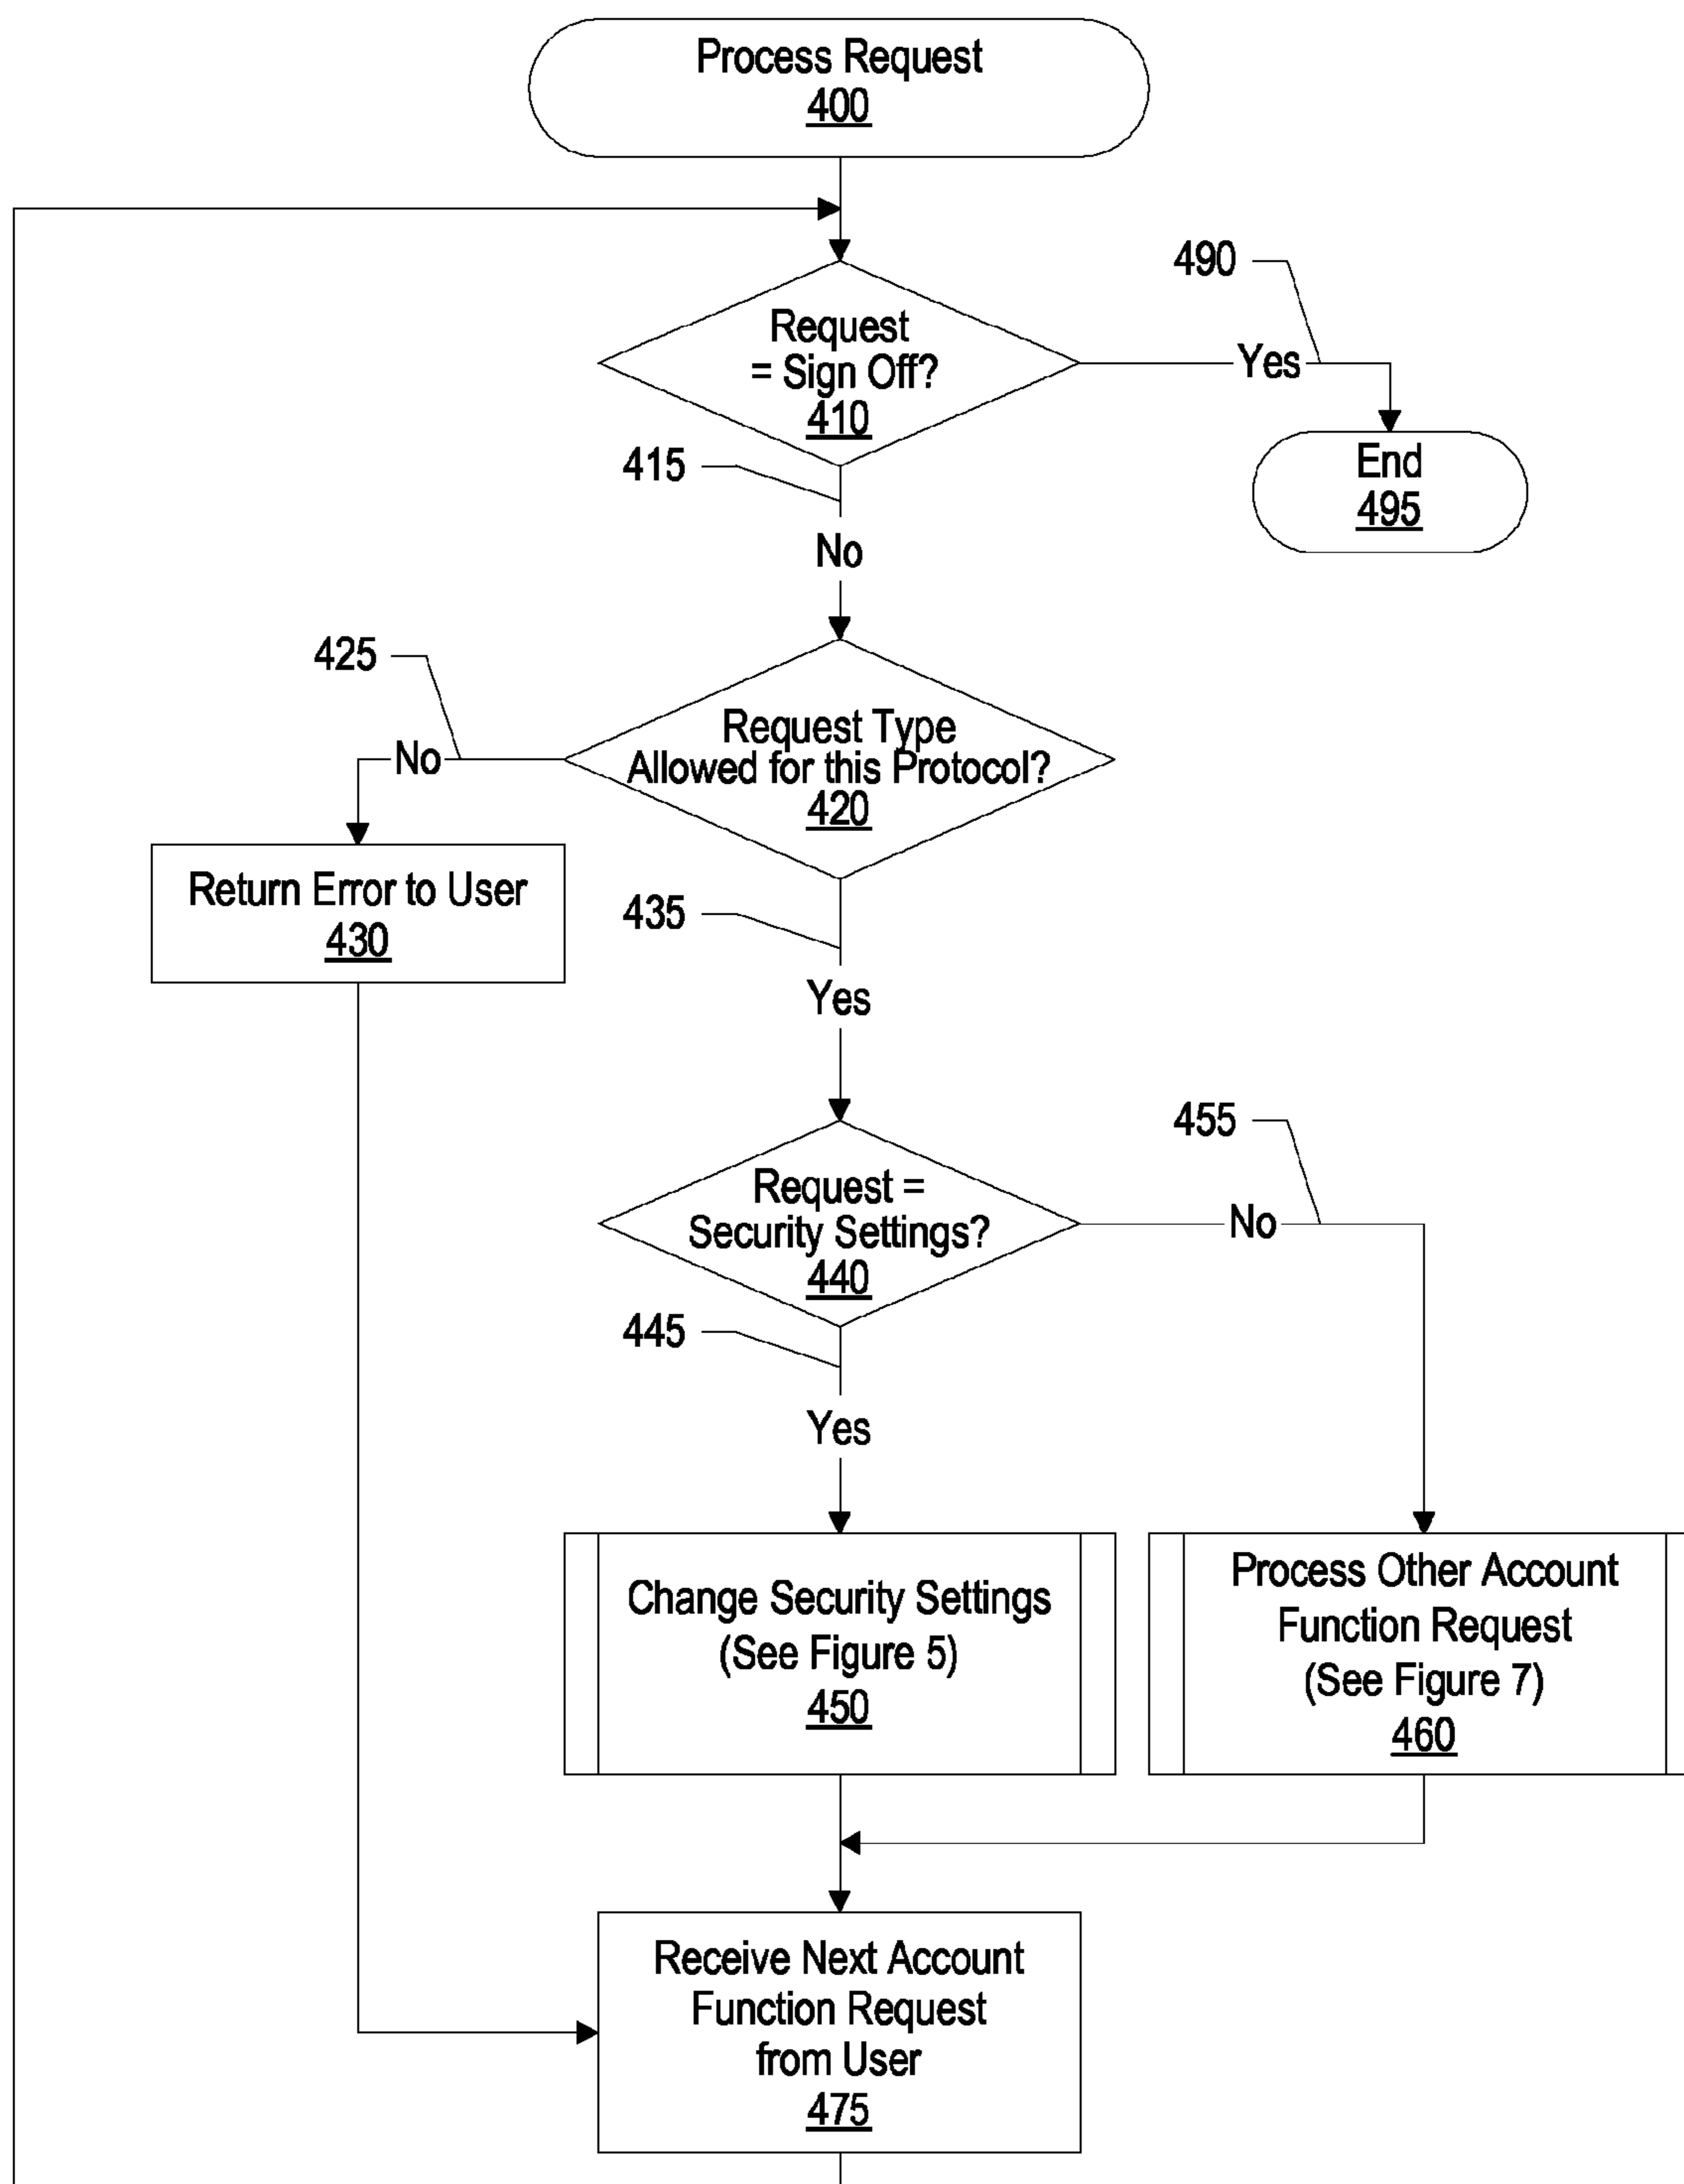 Process Request
400
490
Request
= Sign Off?
410
Yes
End
495
415
No
425
Request Type
Allowed for this Protocol?
420
No
Return Error to User
430
435
Yes
455
Request =
Security Settings?
440
No
445
Yes
Change Security Settings
(See Figure 5)
450
Process Other Account
Function Request
(See Figure 7)
460
Receive Next Account
Function Request
from User
475